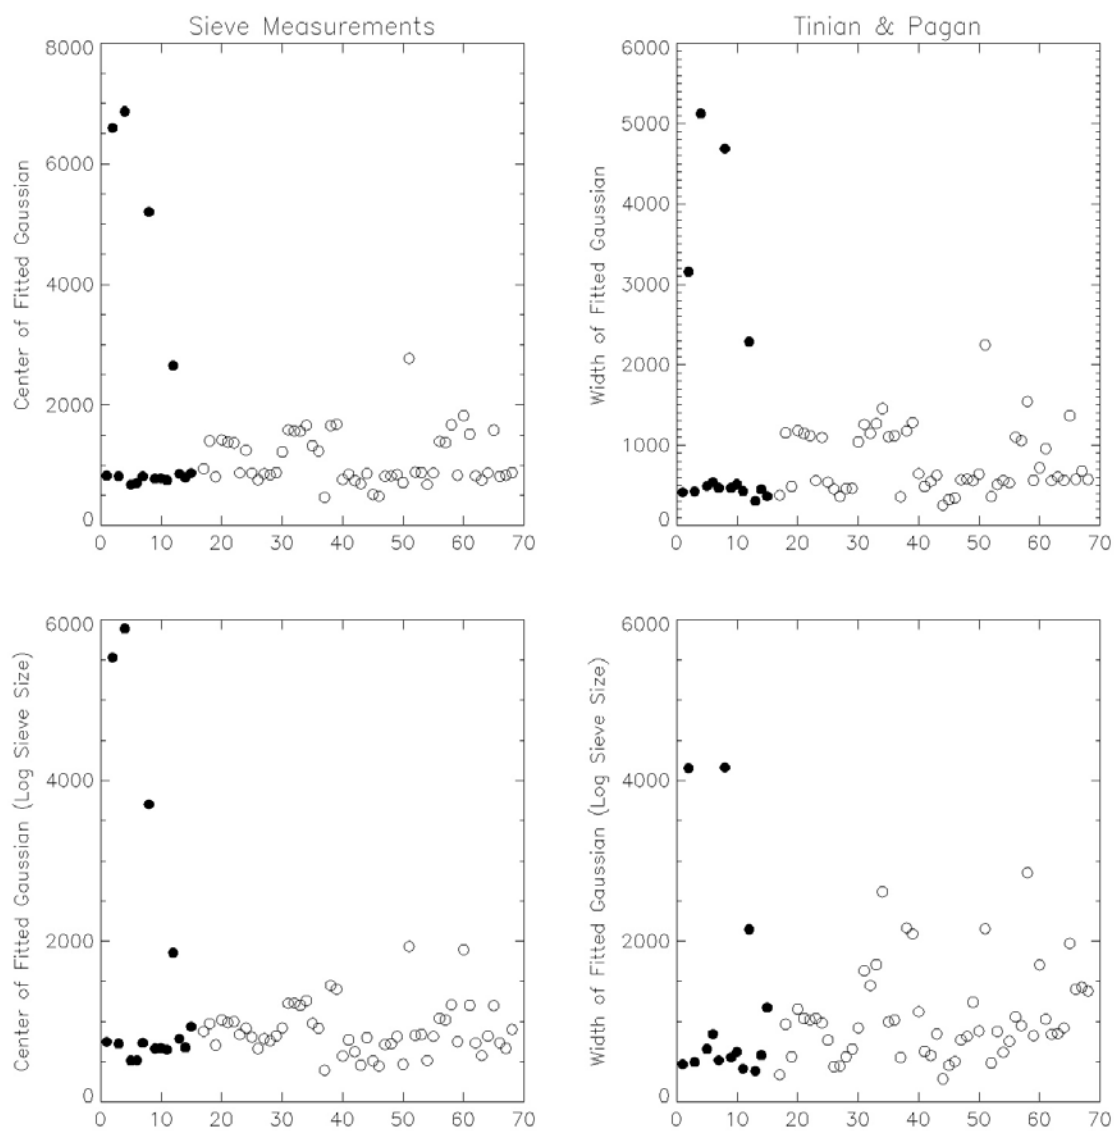 Sieve Measurements
Tinian & Pagan
Center of Fitted Gaussian
8000
6000
4000
2000
0
0 10 20 30 40 50 60 70
Width of Fitted Gaussian
6000
5000
4000
3000
2000
1000
0
0 10 20 30 40 50 60 70
Center of Fitted Gaussian (Log Sieve Size)
6000
4000
2000
0
0 10 20 30 40 50 60 70
Width of Fitted Gaussian (Log Sieve Size)
6000
4000
2000
0
0 10 20 30 40 50 60 70